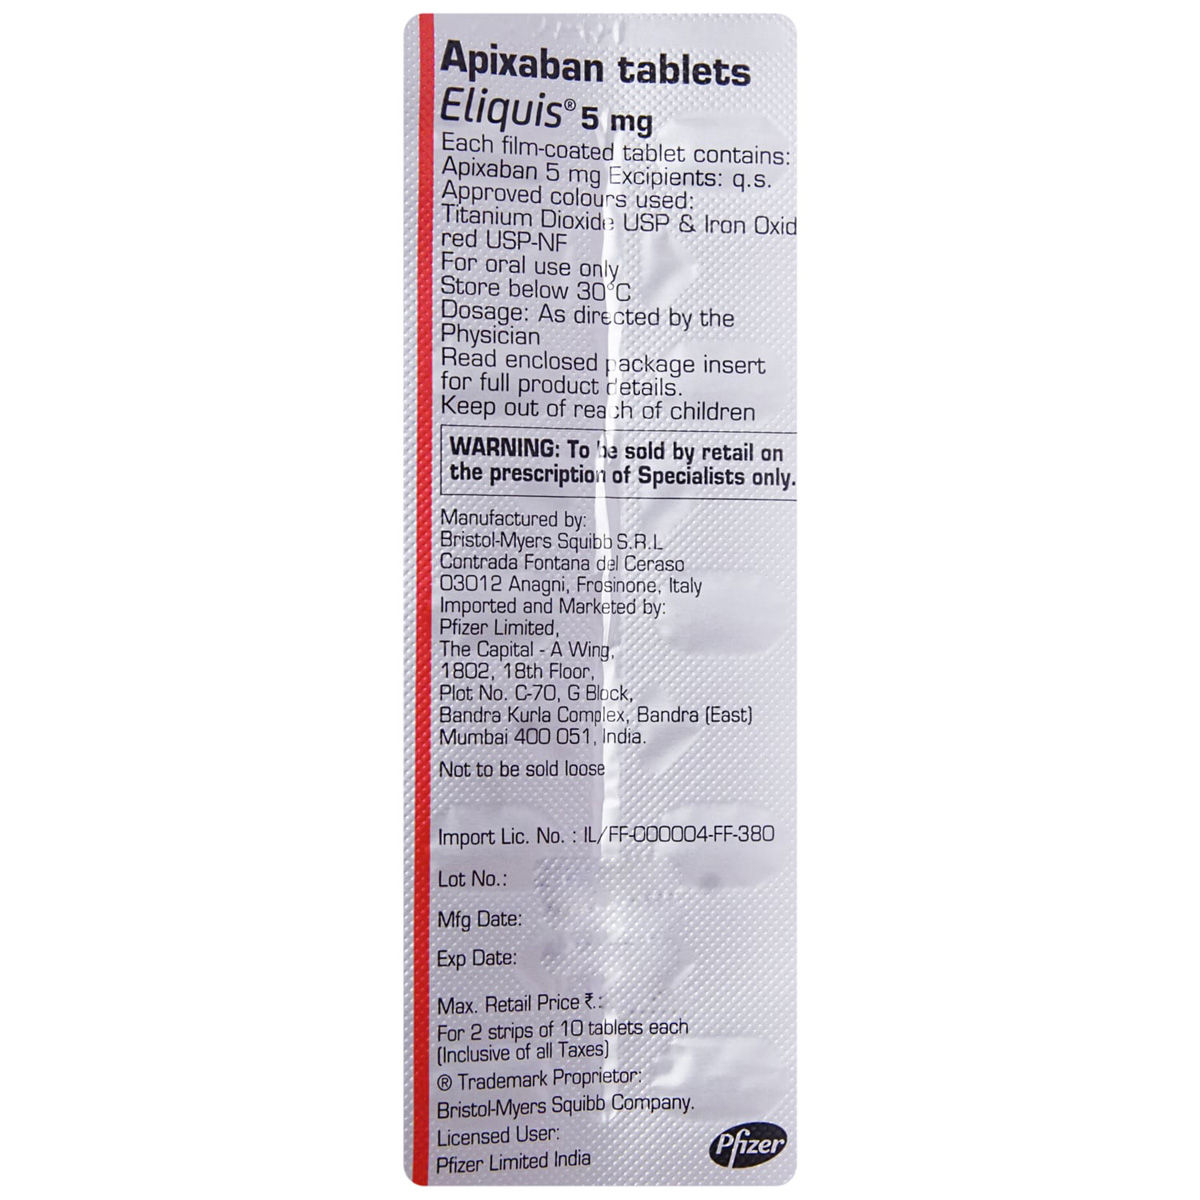 Apixaban tablets
Eliquis® 5 mg
Each film-coated tablet contains:
Apixaban 5 mg Excipients: q.s.
Approved colours used:
Titanium Dioxide USP & Iron Oxid
red USP-NF
For oral use only
Store below 30°C
Dosage: As directed by the
Physician
Read enclosed package insert
for full product details.
Keep out of reach of children
WARNING: To be sold by retail on
the prescription of Specialists only.
Manufactured by:
Bristol-Myers Squibb S.R.L
Contrada Fontana del Ceraso
03012 Anagni, Frosinone, Italy
Imported and Marketed by:
Pfizer Limited,
The Capital - A Wing,
1802, 18th Floor,
Plot No. C-70, G Block,
Bandra Kurla Complex, Bandra (East)
Mumbai 400 051, India.
Not to be sold loose
Import Lic. No. : IL/FF-000004-FF-380
Lot No.:
Mfg Date:
Exp Date:
Max. Retail Price ₹.:
For 2 strips of 10 tablets each
(Inclusive of all Taxes)
® Trademark Proprietor:
Bristol-Myers Squibb Company.
Licensed User:
Pfizer Limited India
Pfizer